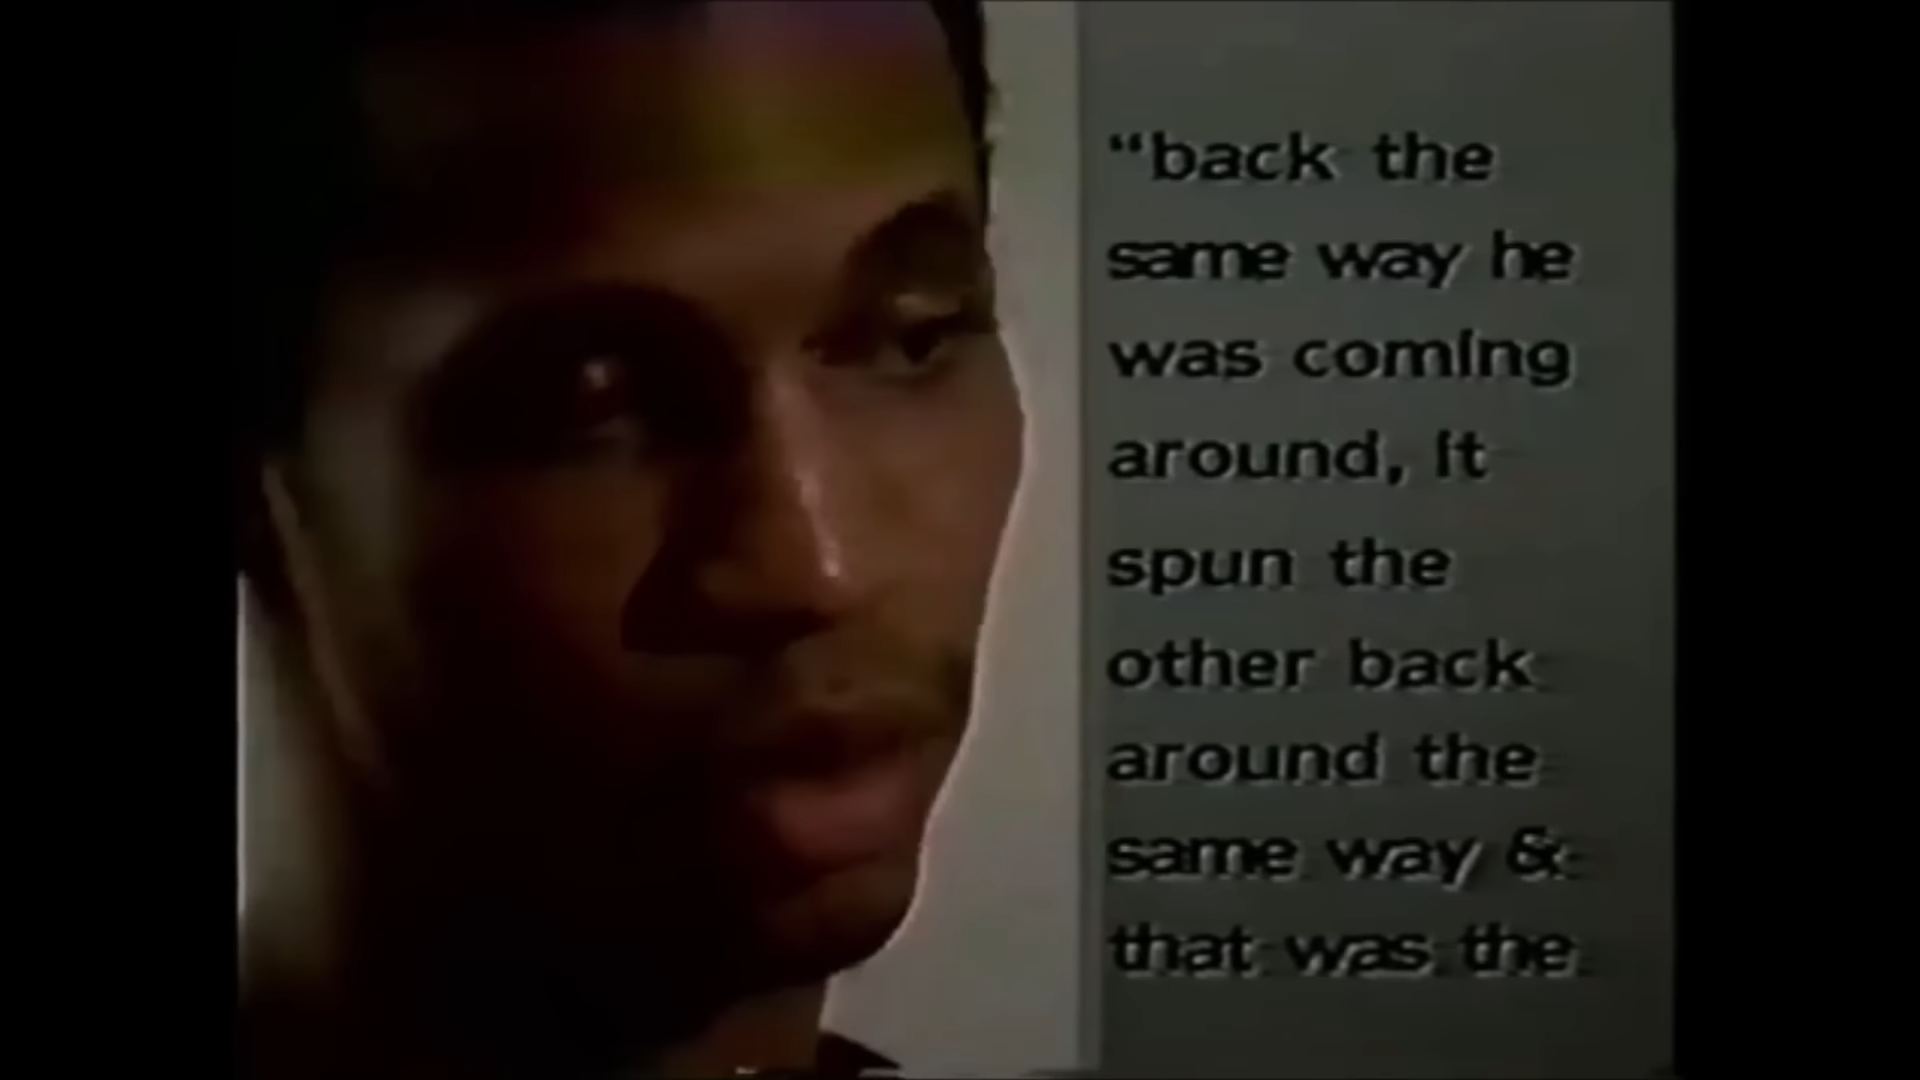 “back the
same way he
was coming
around, it
spun the
other back
around the
same way &
that was the